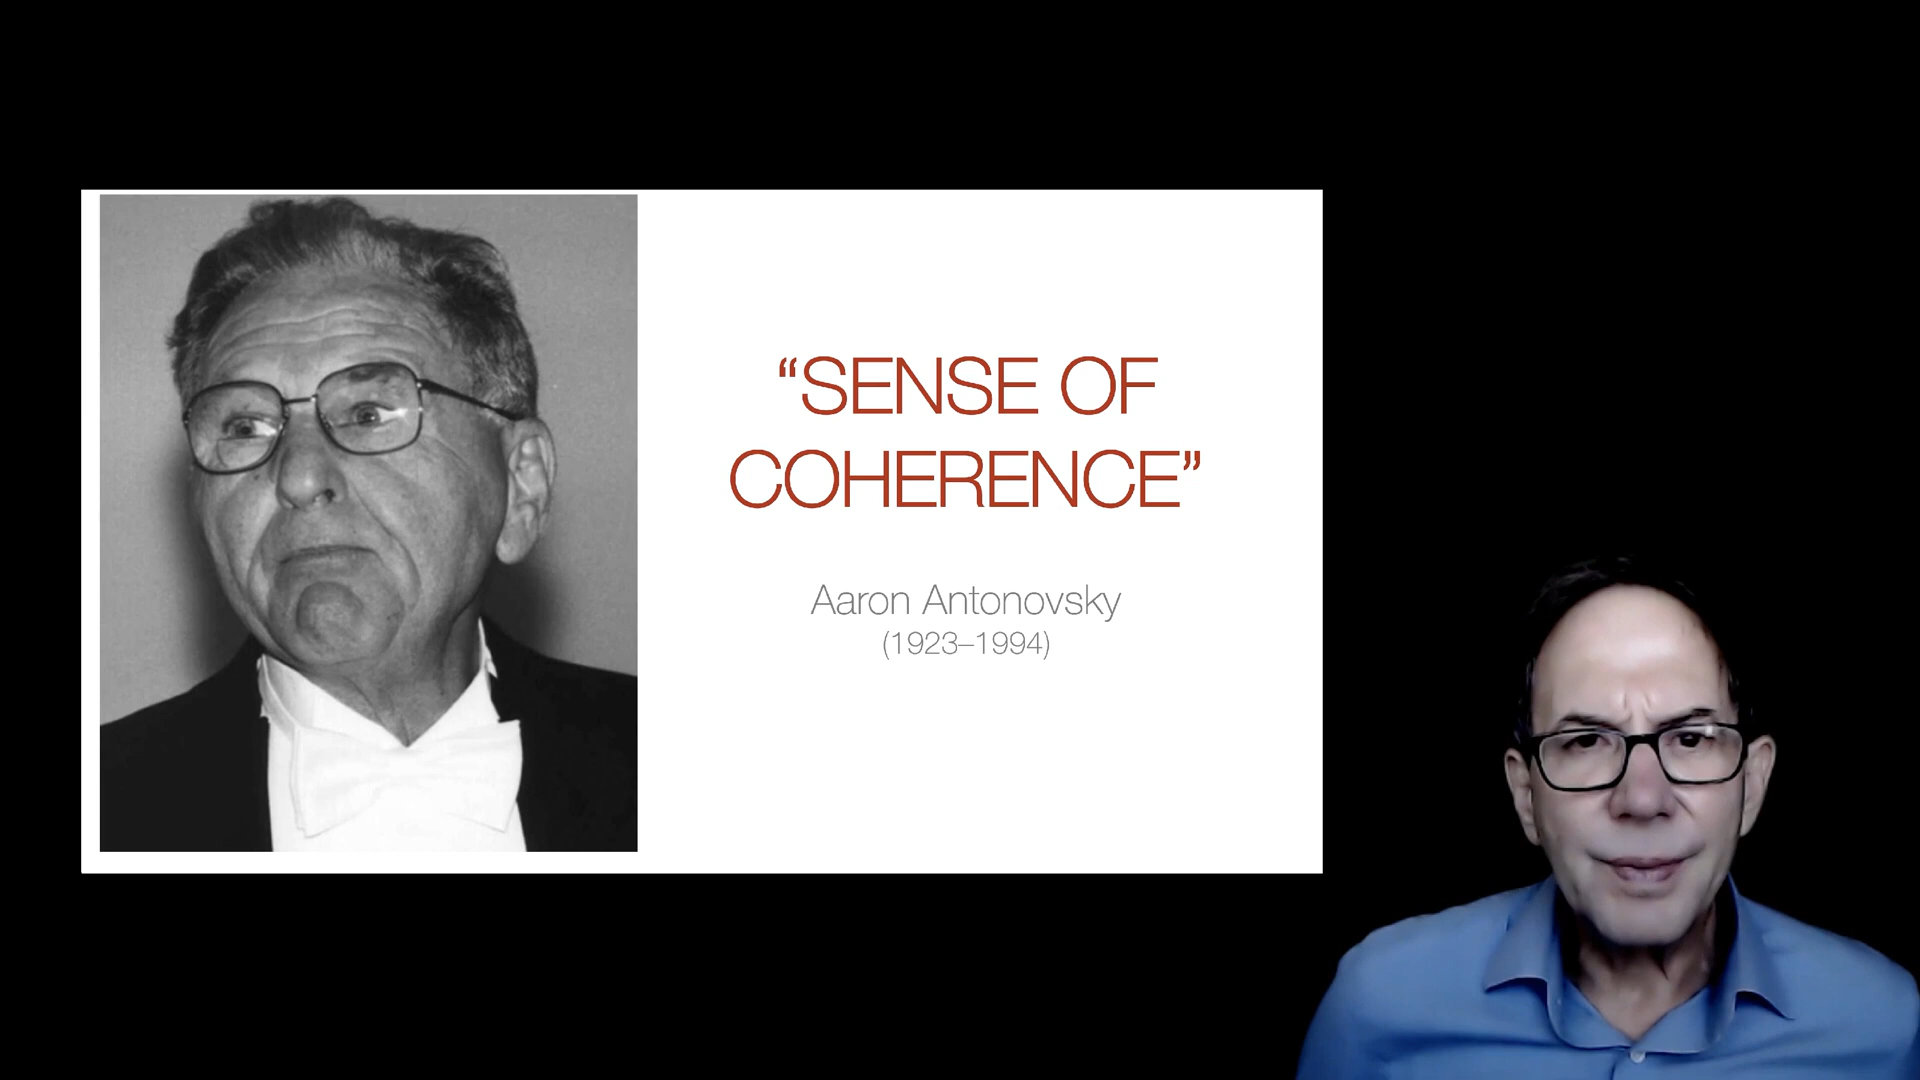 “SENSE OF
COHERENCE”
Aaron Antonovsky
(1923–1994)